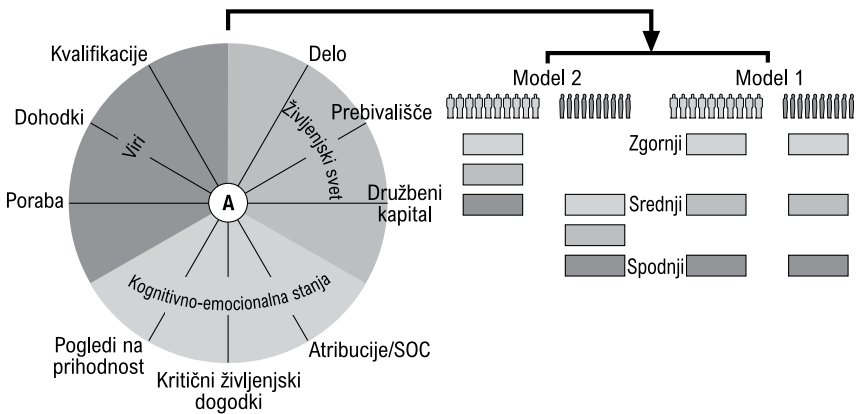 Kvalifikacije
Delo
Dohodki
Prebivališče
Viri
Življenjski svet
Poraba
A
Družbeni
kapital
Kognitivno-emocionalna stanja
Pogledi na
prihodnost
Kritični življenjski
dogodki
Atribucije/SOC
Model 2
Model 1
Zgornji
Srednji
Spodnji